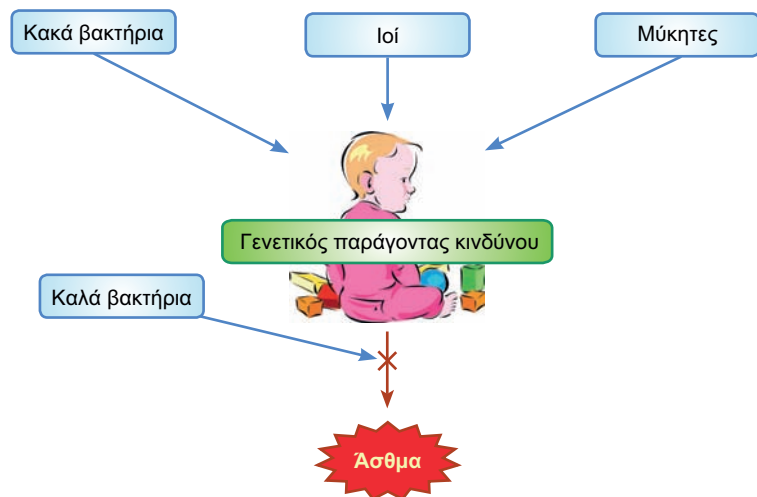 Κακά βακτήρια
Ιοί
Μύκητες
Γενετικός παράγοντας κινδύνου
Καλά βακτήρια
Άσθμα